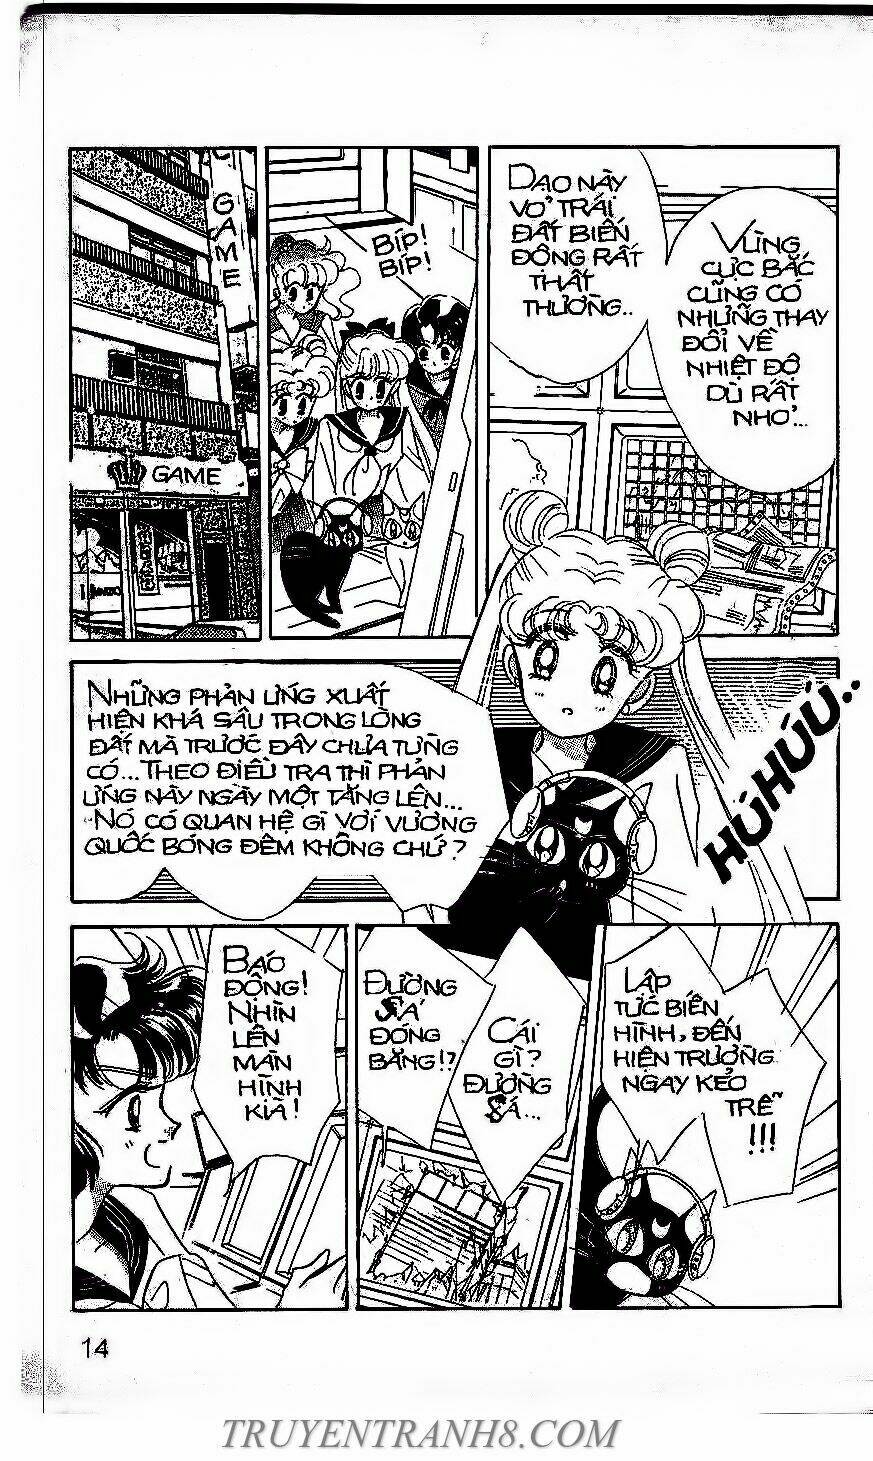 GAME
GAME
BÍP!
BÍP!
DẠO NÀY
VỎ TRÁI
ĐẤT BIẾN
ĐỘNG RẤT
THẤT
THƯỜNG..
VÙNG
CỰC BẮC
CŨNG CÓ
NHỮNG THAY
ĐỔI VỀ
NHIỆT ĐỘ
DÙ RẤT
NHỎ...
NHỮNG PHẢN ỨNG XUẤT
HIỆN KHÁ SÂU TRONG LÒNG
ĐẤT MÀ TRƯỚC ĐÂY CHƯA TỪNG
CÓ...THEO ĐIỀU TRA THÌ PHẢN
ỨNG NÀY NGÀY MỘT TĂNG LÊN...
NÓ CÓ QUAN HỆ GÌ VỚI VƯƠNG
QUỐC BÓNG ĐÊM KHÔNG CHỨ?
HÚHÚÚ..
BÁO
ĐỘNG!
NHÌN
LÊN
MÀN
HÌNH
KÌA!
ĐƯỜNG
SÁ
ĐÓNG
BĂNG!?
CÁI
GÌ?
ĐƯỜNG
SÁ...
LẬP
TỨC BIẾN
HÌNH, ĐẾN
HIỆN TRƯỜNG
NGAY KẺO
TRỄ
!!!
14
TRUYENTRANH8.COM